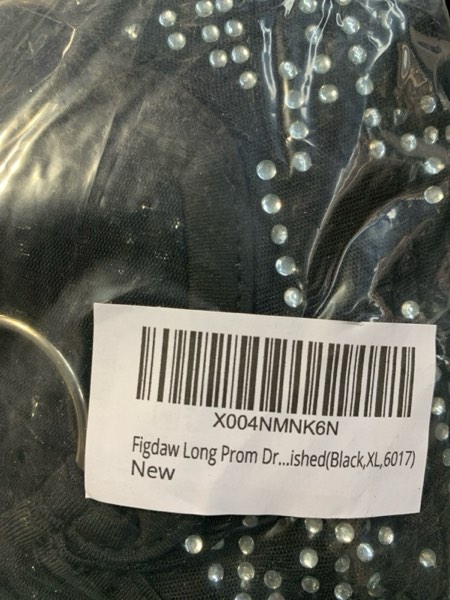 X004NMNK6N
Figdaw Long Prom Dr...ished(Black,XL,6017)
New